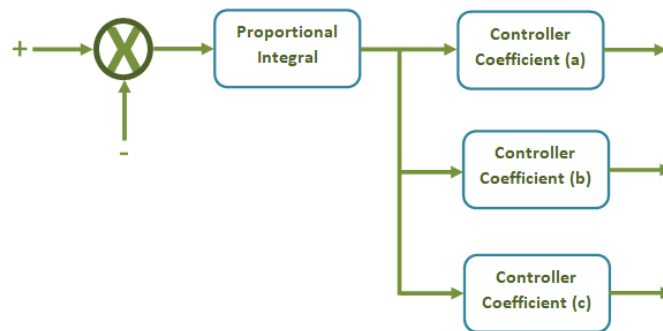 +
X
-
Proportional
Integral
Controller
Coefficient (a)
Controller
Coefficient (b)
Controller
Coefficient (c)